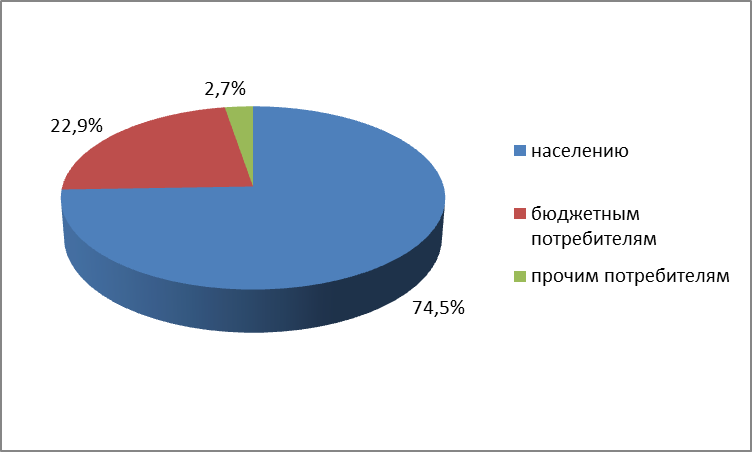 2,7%
22,9%
74,5%
населению
бюджетным
потребителям
прочим потребителям